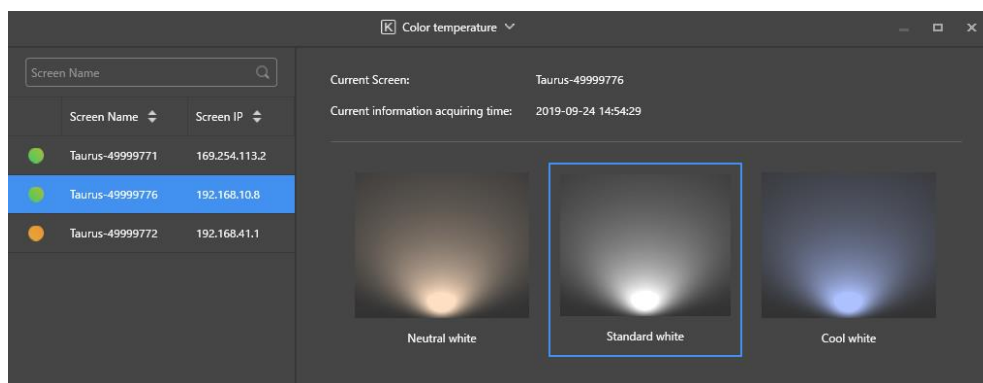 K Color temperature
Screen Name
Screen Name Screen IP
Taurus-49999771 169.254.113.2
Taurus-49999776 192.168.10.8
Taurus-49999772 192.168.41.1
Current Screen: Taurus-49999776
Current information acquiring time: 2019-09-24 14:54:29
Neutral white Standard white Cool white